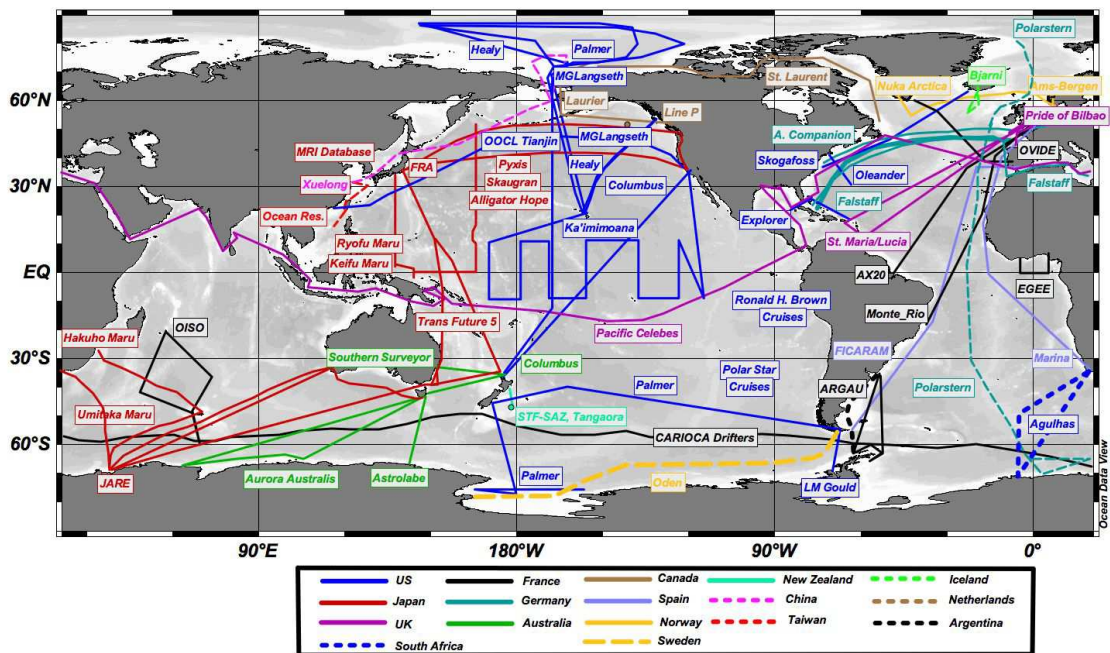 Polarstern
Healy
Palmer
MGLangseth
St. Laurent
Nuka Arctica
Bjarni
Ams-Bergen
60°N
Laurier
Line P
Pride of Bilbao
OOCL Tianjin
MGLangseth
A. Companion
OVIDE
MRI Database
FRA
Pyxis
Healy
Skogafoss
Xuelong
Skaugran
Columbus
Oleander
Falstaff
30°N
Alligator Hope
Falstaff
Ocean Res.
Explorer
Ka'imimoana
St. Maria/Lucia
Ryofu Maru
Keifu Maru
EQ
AX20
EGEE
Ronald H. Brown
Cruises
Monte_Rio
Trans Future 5
Pacific Celebes
Hakuho Maru
OISO
FICARAM
Marina
30°S
Southern Surveyor
Columbus
Polar Star
Cruises
Palmer
ARGAU
Polarstern
Umitaka Maru
STF-SAZ, Tangaora
Agulhas
CARIOCA Drifters
60°S
JARE
Aurora Australis
Astrolabe
Palmer
Oden
LM Gould
Ocean Data View
90°E
180°W
90°W
0°
US
France
Canada
New Zealand
Iceland
Japan
Germany
Spain
China
Netherlands
UK
Australia
Norway
Taiwan
Argentina
South Africa
Sweden